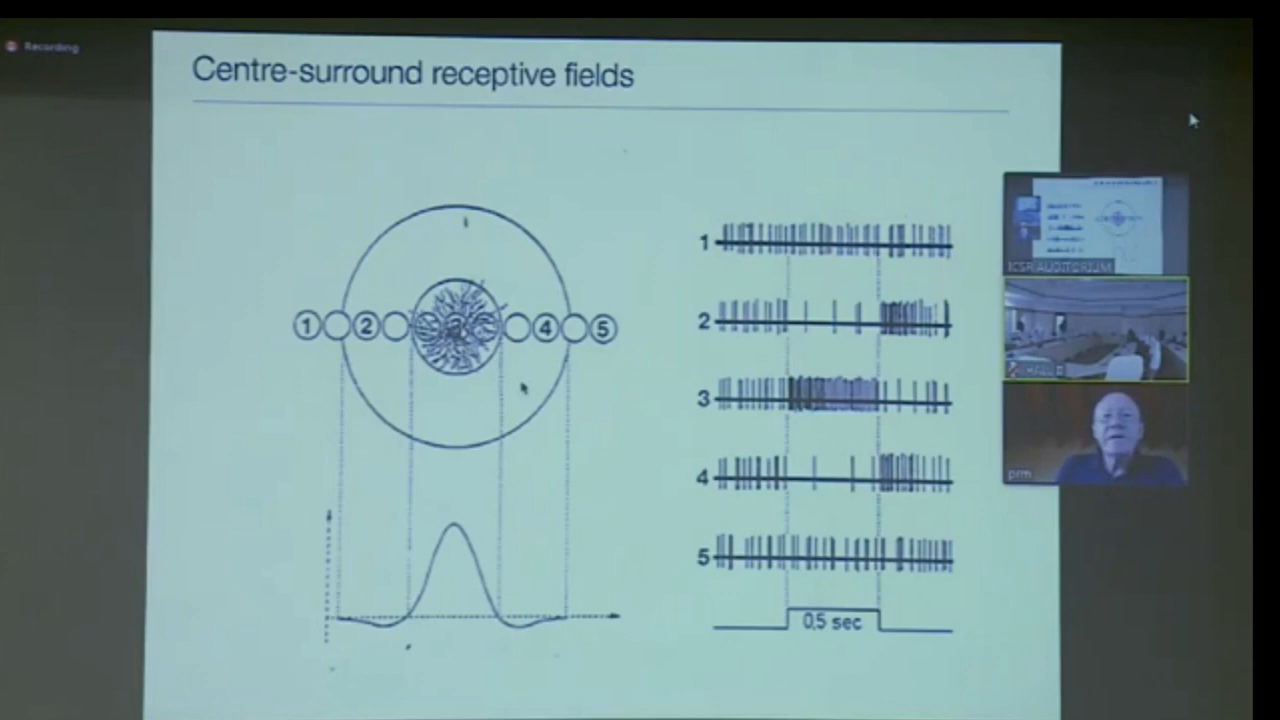 Recording
Centre-surround receptive fields
1 2 3 4 5
1
2
3
4
5
0,5 sec
ICSR AUDITORIUM
prm